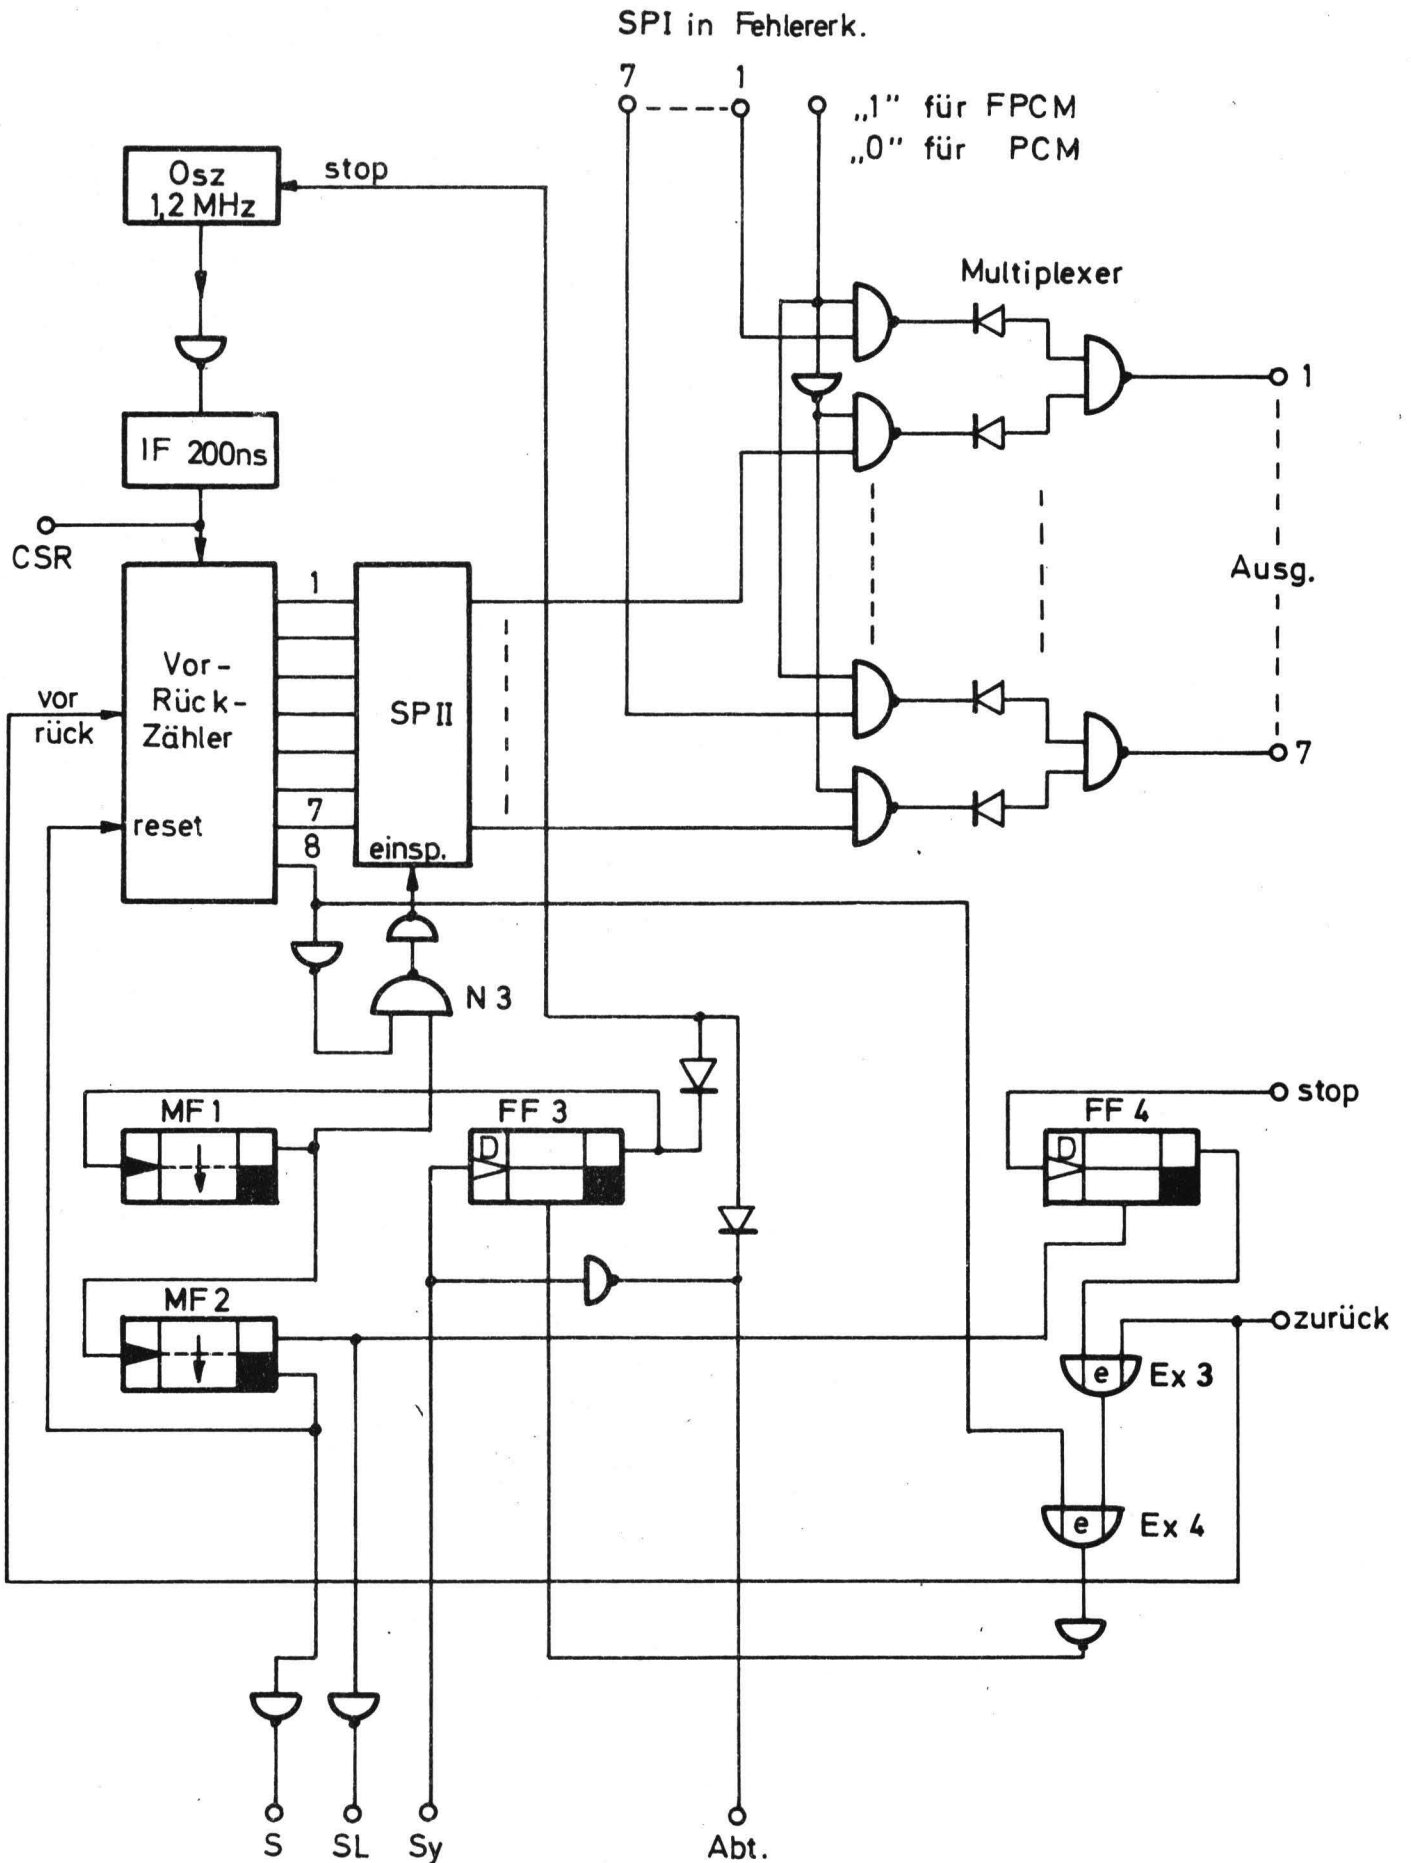 SPI in Fehlererk.
7
1
„1” für FPCM
„0” für PCM
Osz
1,2 MHz
stop
Multiplexer
1
IF 200ns
CSR
1
Ausg.
Vor-
Rück-
Zähler
SP II
vor
rück
7
7
reset
8
einsp.
N 3
stop
MF 1
FF 3
FF 4
D
D
MF 2
zurück
e
Ex 3
e
Ex 4
S
SL
Sy
Abt.